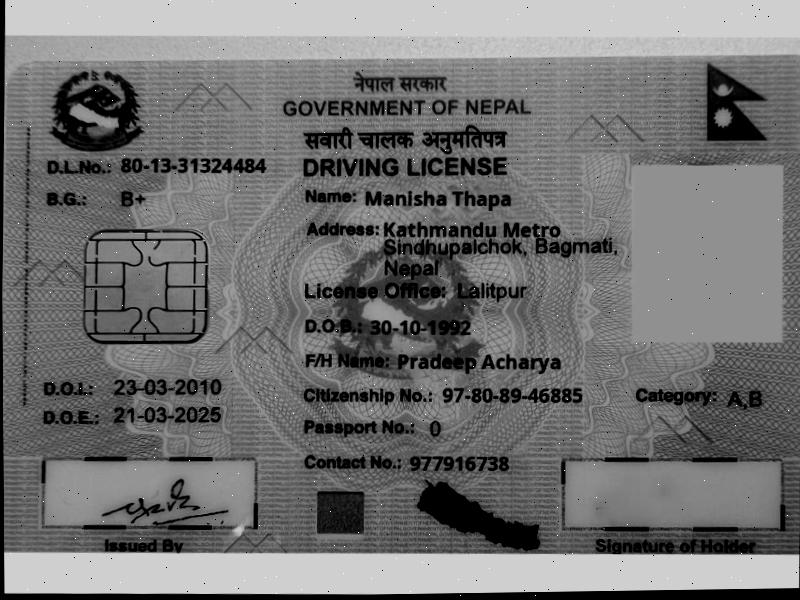 नेपाल सरकार
GOVERNMENT OF NEPAL
सवारी चालक अनुमतिपत्र
DRIVING LICENSE
D.L.No.: 80-13-31324484
B.G.: B+
Name: Manisha Thapa
Address: Kathmandu Metro
Sindhupalchok, Bagmati,
Nepal
License Office: Lalitpur
D.O.B.: 30-10-1992
F/H Name: Pradeep Acharya
D.O.I.: 23-03-2010
Citizenship No.: 97-80-89-46885
Category: A,B
D.O.E.: 21-03-2025
Passport No.: 0
Contact No.: 977916738
Issued By
Signature of Holder